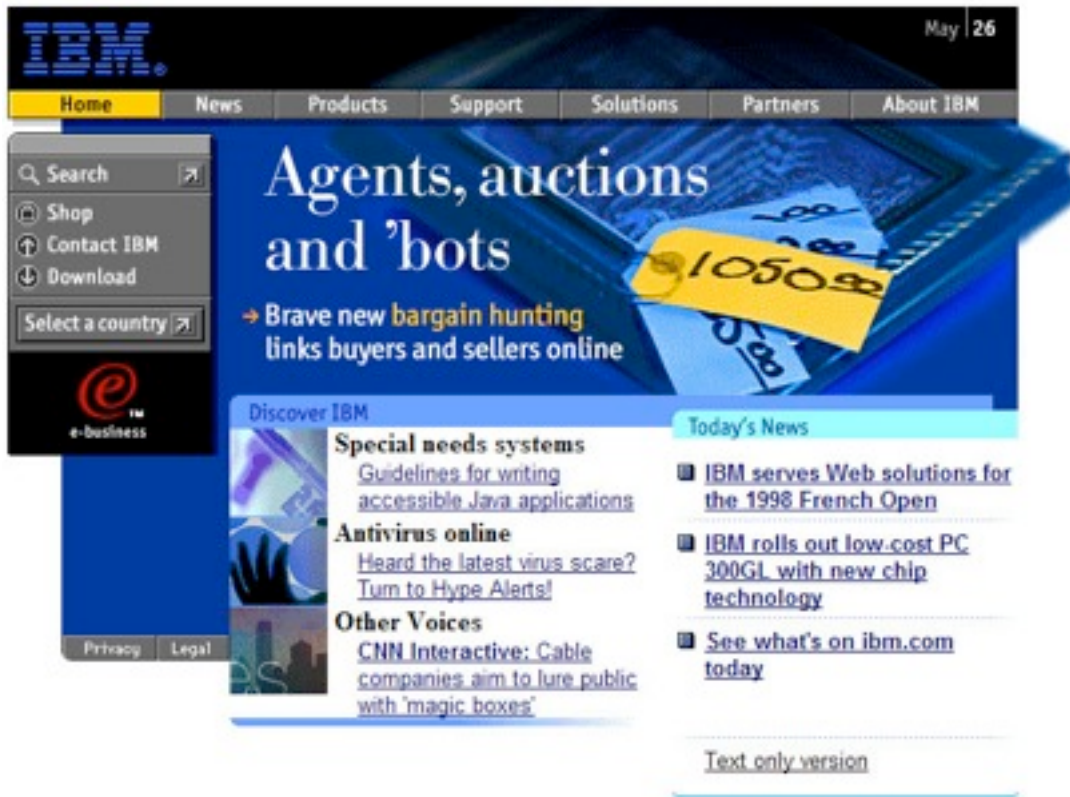 IBM®
May 26
Home News Products Support Solutions Partners About IBM
Search
Shop
Contact IBM
Download
Select a country
e
TM
e-business
Agents, auctions
and 'bots
Brave new bargain hunting
links buyers and sellers online
1050 00
Discover IBM
Special needs systems
Guidelines for writing
accessible Java applications
Antivirus online
Heard the latest virus scare?
Turn to Hype Alerts!
Other Voices
CNN Interactive: Cable
companies aim to lure public
with 'magic boxes'
Today's News
IBM serves Web solutions for
the 1998 French Open
IBM rolls out low-cost PC
300GL with new chip
technology
See what's on ibm.com
today
Text only version
Privacy Legal